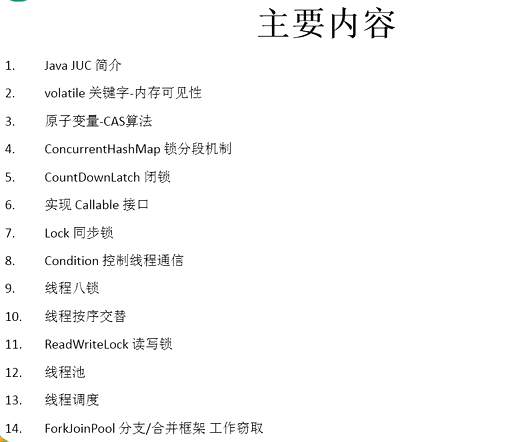 主要内容
1. Java JUC 简介
2. volatile 关键字-内存可见性
3. 原子变量-CAS算法
4. ConcurrentHashMap 锁分段机制
5. CountDownLatch 闭锁
6. 实现 Callable 接口
7. Lock 同步锁
8. Condition 控制线程通信
9. 线程八锁
10. 线程按序交替
11. ReadWriteLock 读写锁
12. 线程池
13. 线程调度
14. ForkJoinPool 分支/合并框架 工作窃取